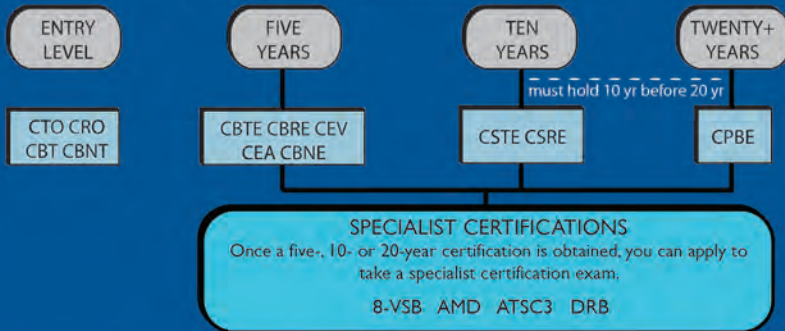 ENTRY
LEVEL
FIVE
YEARS
TEN
YEARS
TWENTY+
YEARS
must hold 10 yr before 20 yr
CTO CRO
CBT CBNT
CBTE CBRE CEV
CEA CBNE
CSTE CSRE
CPBE
SPECIALIST CERTIFICATIONS
Once a five-, 10- or 20-year certification is obtained, you can apply to
take a specialist certification exam.
8-VSB AMD ATSC3 DRB